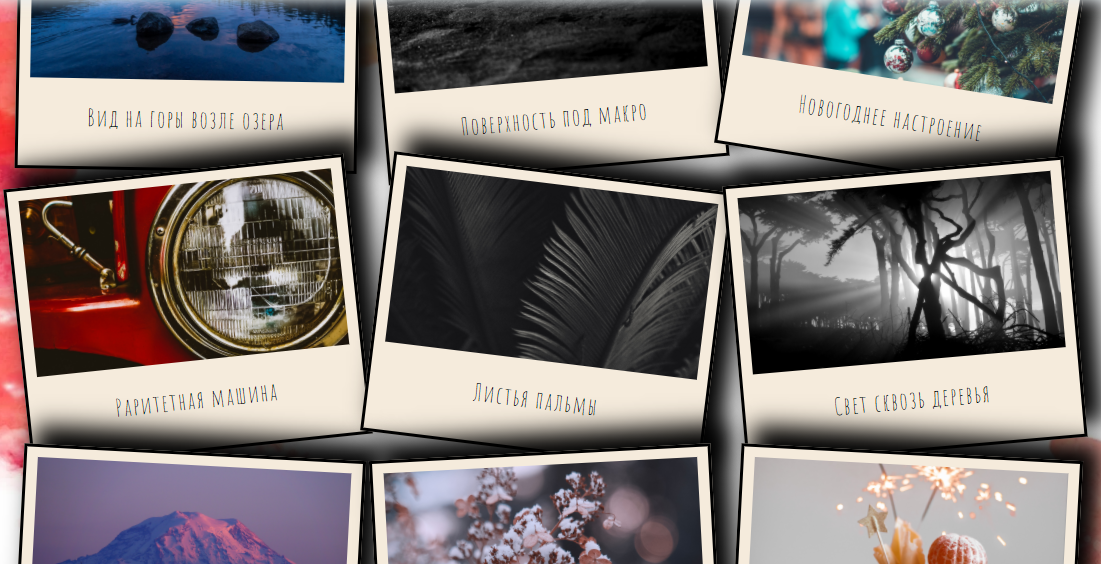 Вид на горы возле озера
Поверхность под макро
Новогоднее настроение
Раритетная машина
Листья пальмы
Свет сквозь деревья